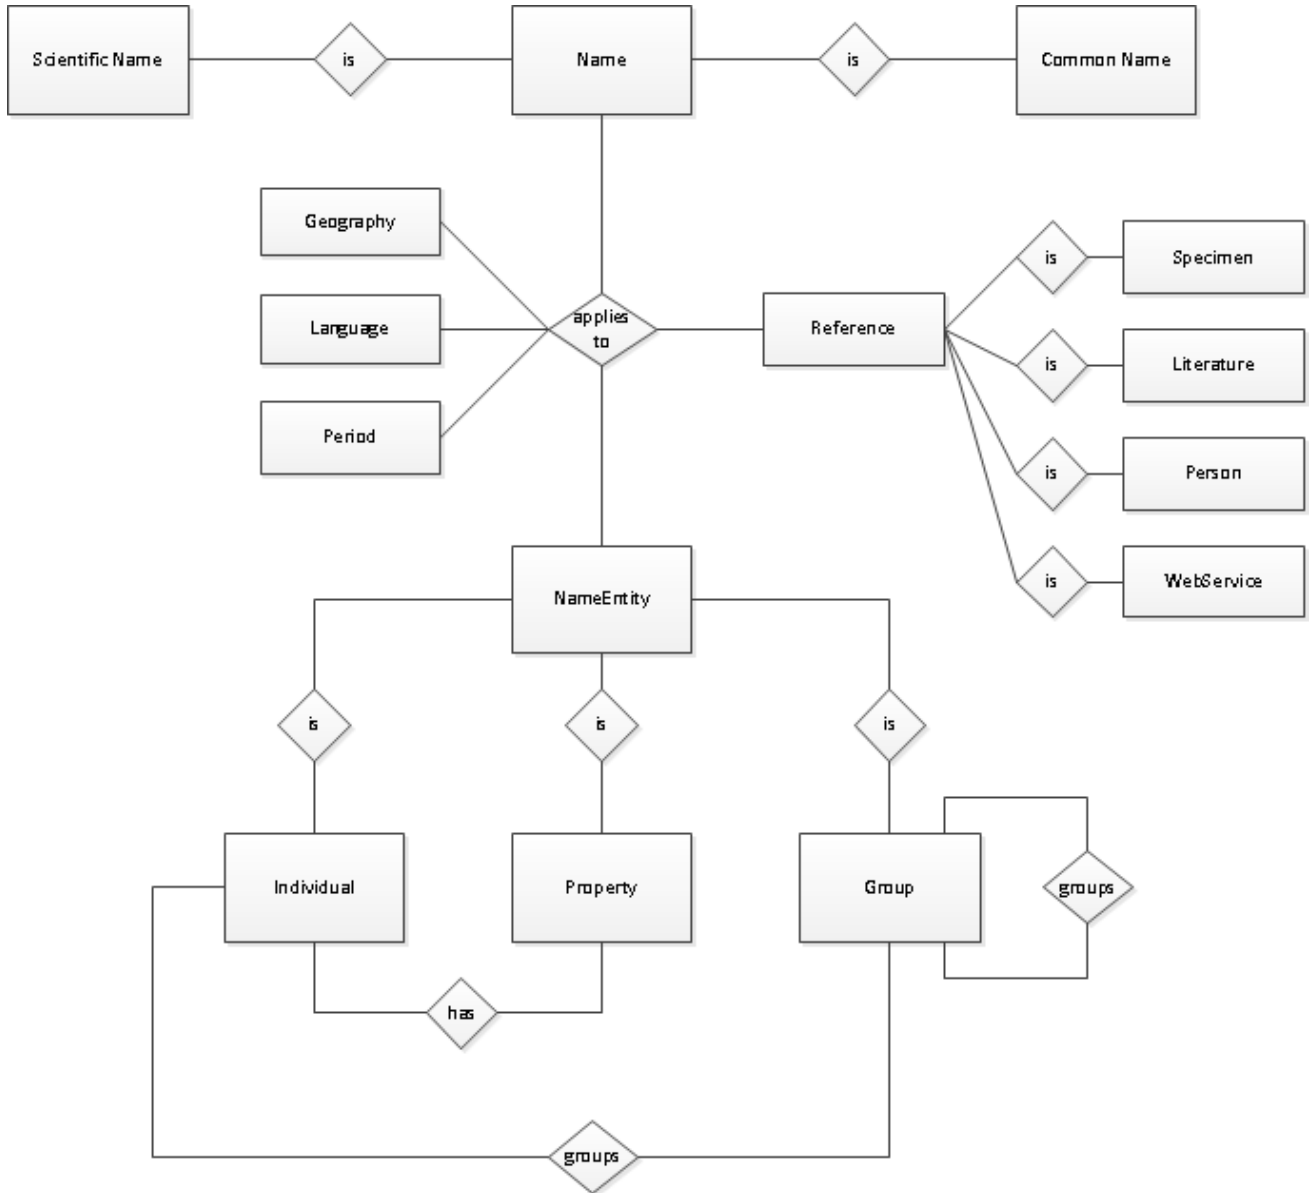 Scientific Name
is
Name
is
Common Name
Geography
Language
Period
applies
to
Reference
is
Specimen
is
Literature
is
Person
is
WebService
NameEntity
is
is
is
Individual
Property
Group
groups
has
groups